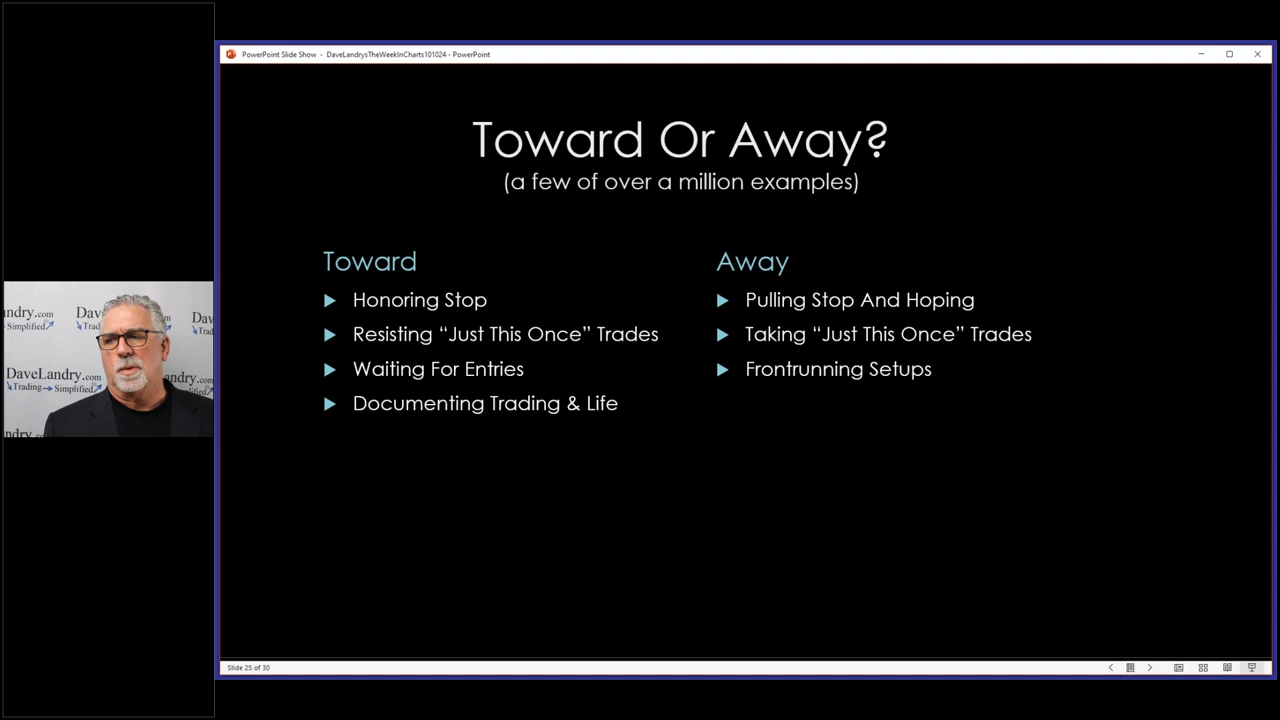 PowerPoint Slide Show - DaveLandrysTheWeekInCharts101024 - PowerPoint
Toward Or Away?
(a few of over a million examples)
Toward
Honoring Stop
Resisting “Just This Once” Trades
Waiting For Entries
Documenting Trading & Life
Away
Pulling Stop And Hoping
Taking “Just This Once” Trades
Frontrunning Setups
DaveLandry.com
Trading Simplified
Slide 25 of 30